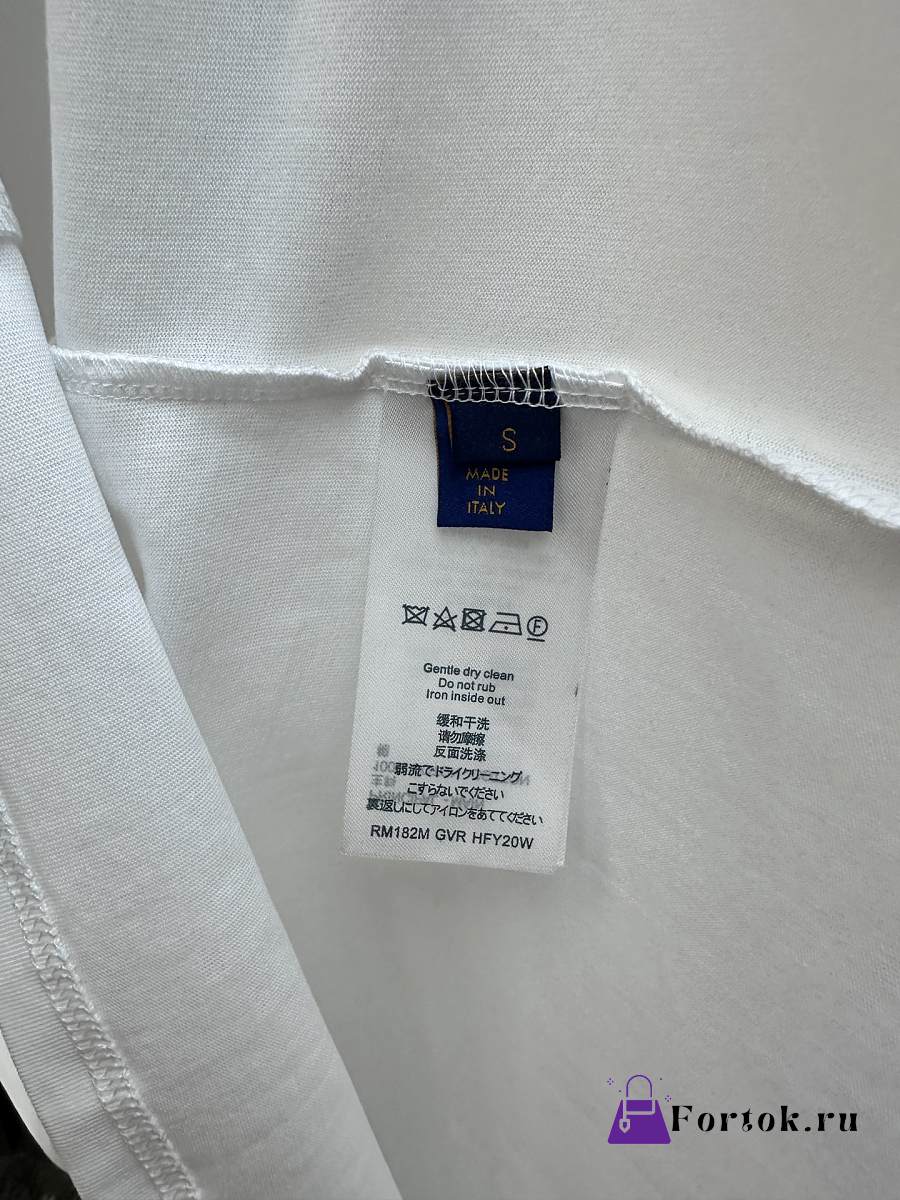 S
MADE
IN
ITALY
F
Gentle dry clean
Do not rub
Iron inside out
缓和干洗
请勿摩擦
反面洗涤
弱流でドライクリーニング
こすらないでください
裏返しにしてアイロンをあててください
RM182M GVR HFY20W
Fortok.ru